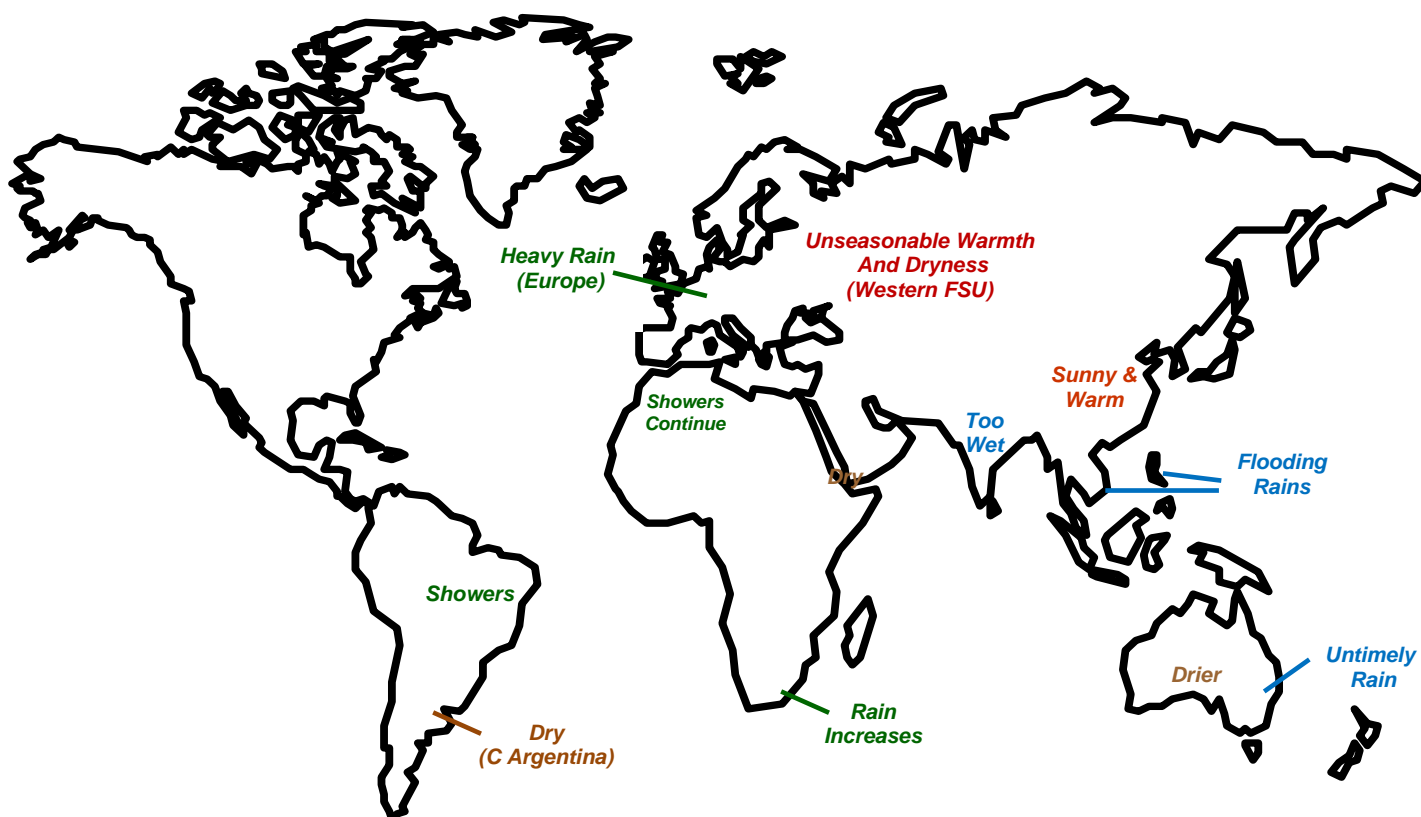 Heavy Rain
(Europe)
Unseasonable Warmth
And Dryness
(Western FSU)
Sunny &
Warm
Showers
Continue
Too
Wet
Dry
Flooding
Rains
Showers
Untimely
Rain
Drier
Rain
Increases
Dry
(C Argentina)